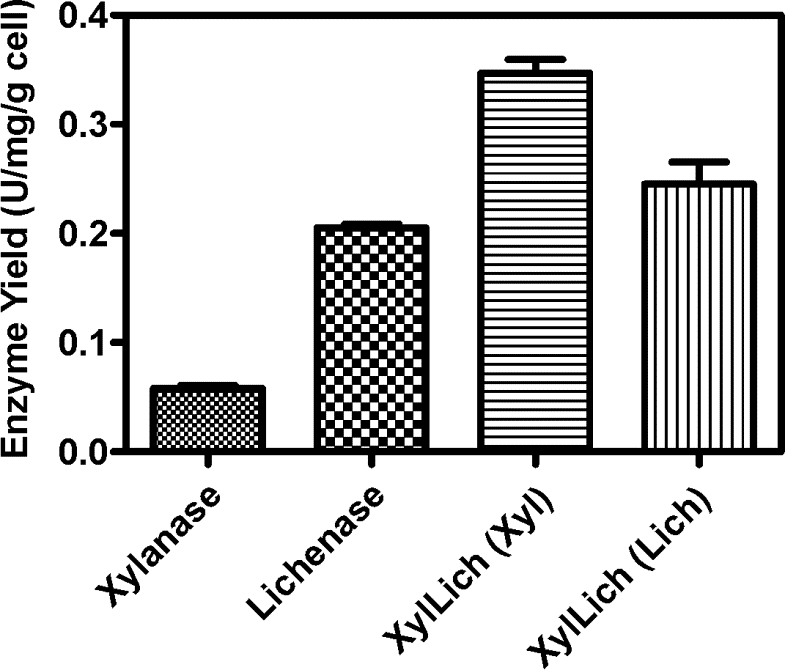 Enzyme Yield (U/mg/g cell)
0.4
0.3
0.2
0.1
0.0
Xylanase
Lichenase
XylLich (Xyl)
XylLich (Lich)